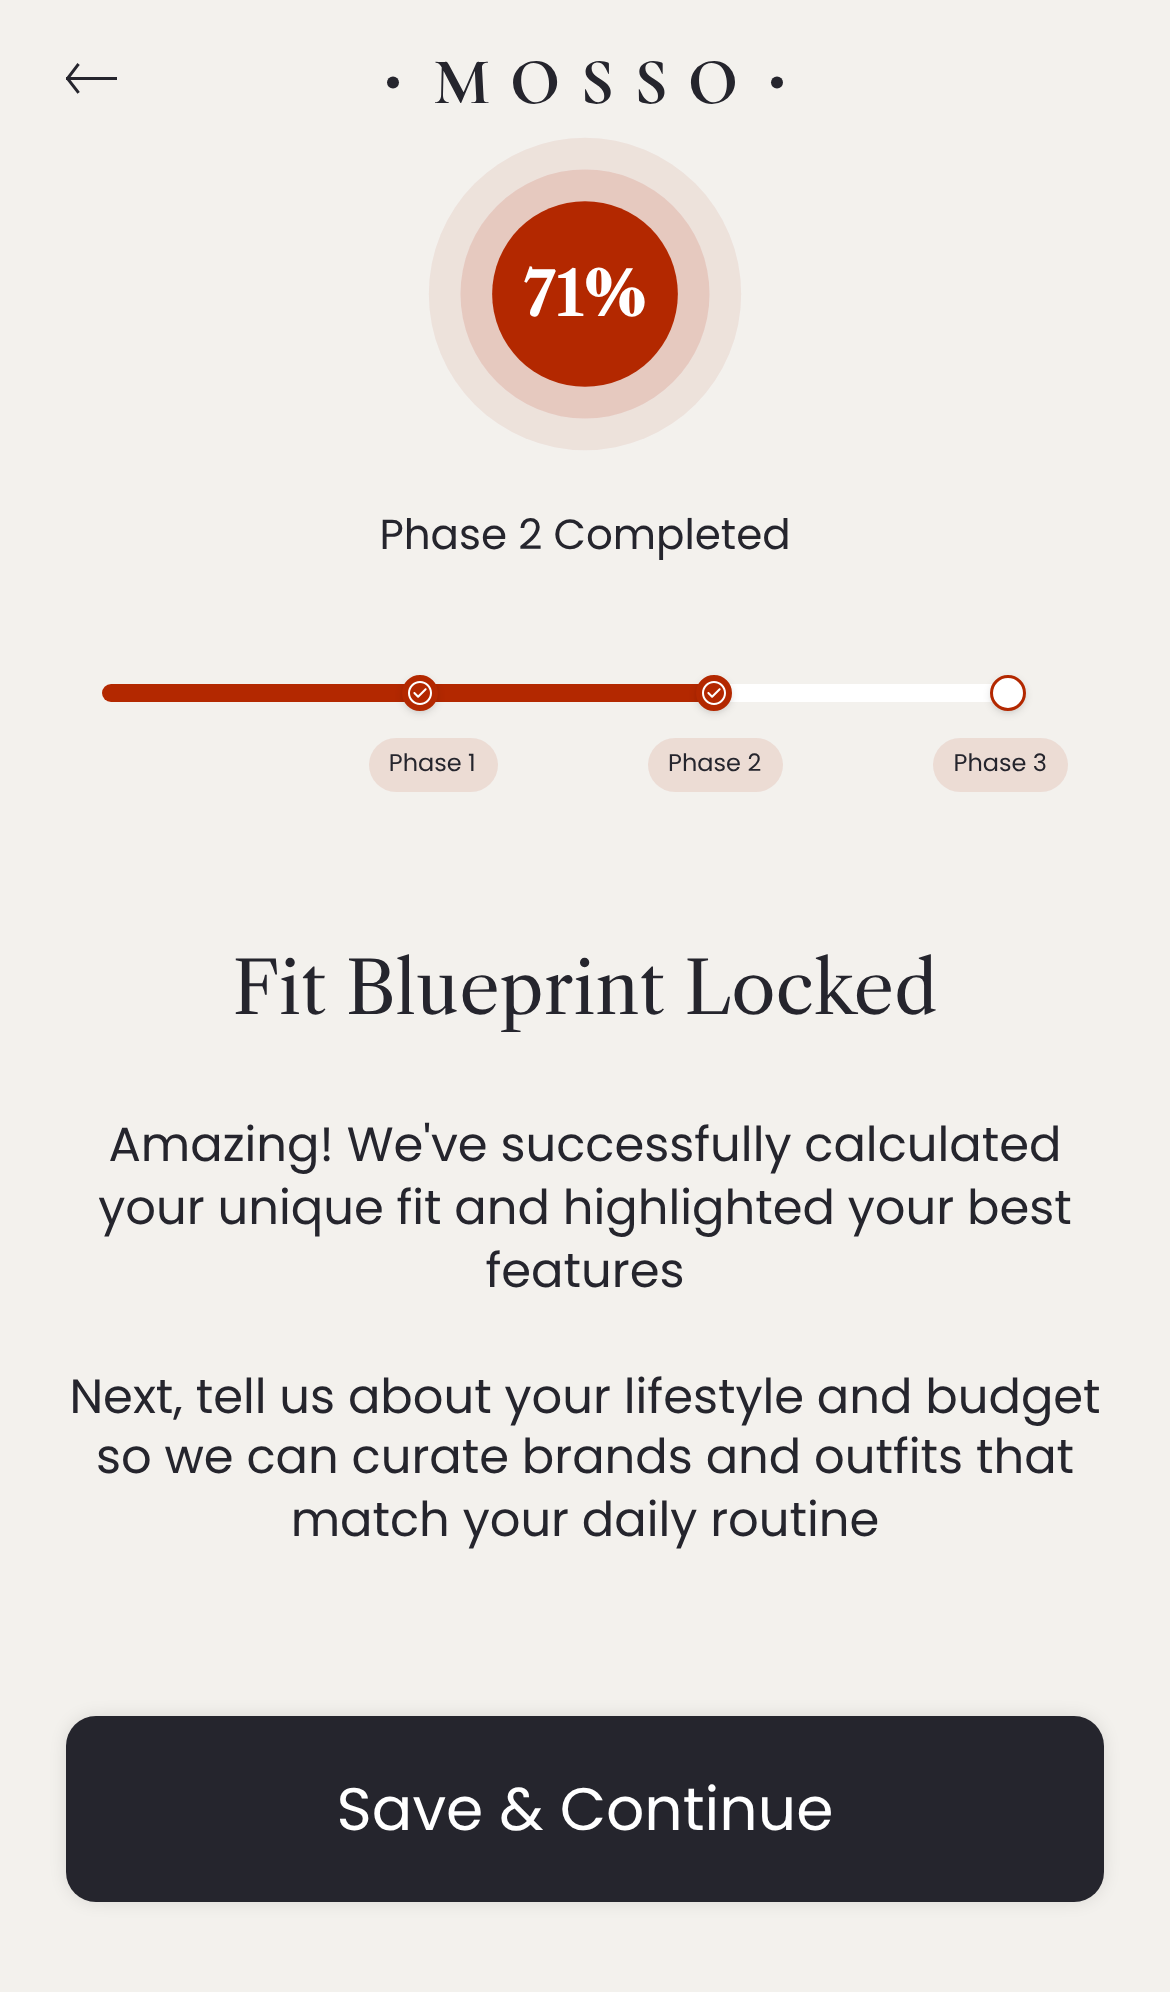 • MOSSO •
71%
Phase 2 Completed
Phase 1 Phase 2 Phase 3
Fit Blueprint Locked
Amazing! We've successfully calculated
your unique fit and highlighted your best
features
Next, tell us about your lifestyle and budget
so we can curate brands and outfits that
match your daily routine
Save & Continue